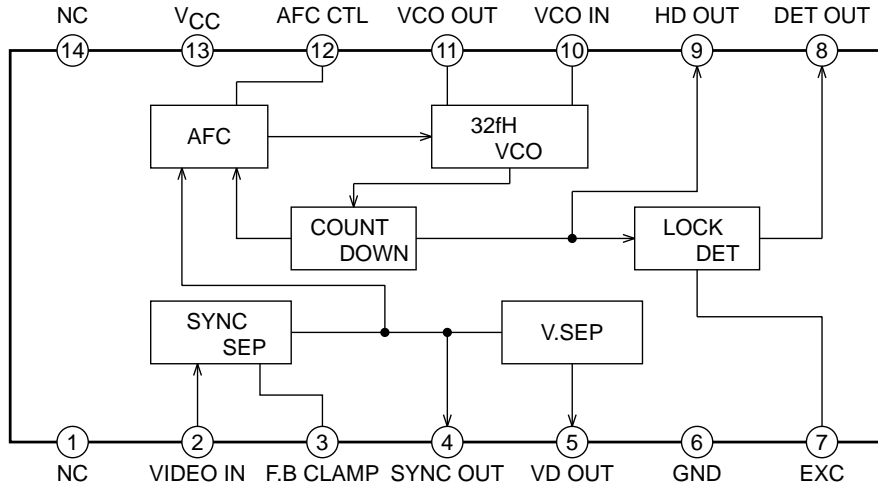 NC VCC AFC CTL VCO OUT VCO IN HD OUT DET OUT
14 13 12 11 10 9 8
AFC
32fH
VCO
COUNT
DOWN
LOCK
DET
SYNC
SEP
V.SEP
1 2 3 4 5 6 7
NC VIDEO IN F.B CLAMP SYNC OUT VD OUT GND EXC